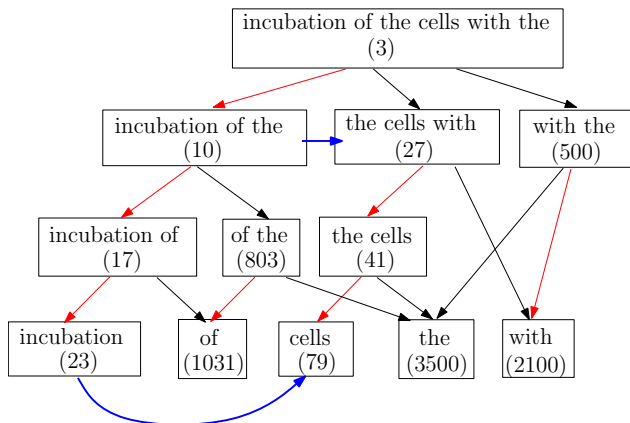 incubation of the cells with the
(3)
incubation of the
(10)
the cells with
(27)
with the
(500)
incubation of
(17)
of the
(803)
the cells
(41)
incubation
(23)
of
(1031)
cells
(79)
the
(3500)
with
(2100)